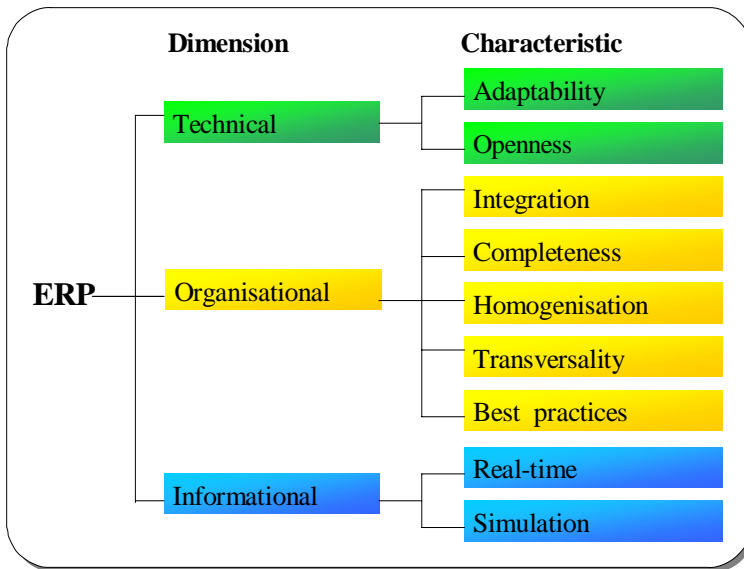 Dimension
Characteristic
ERP
Technical
Adaptability
Openness
Organisational
Integration
Completeness
Homogenisation
Transversality
Best practices
Informational
Real-time
Simulation